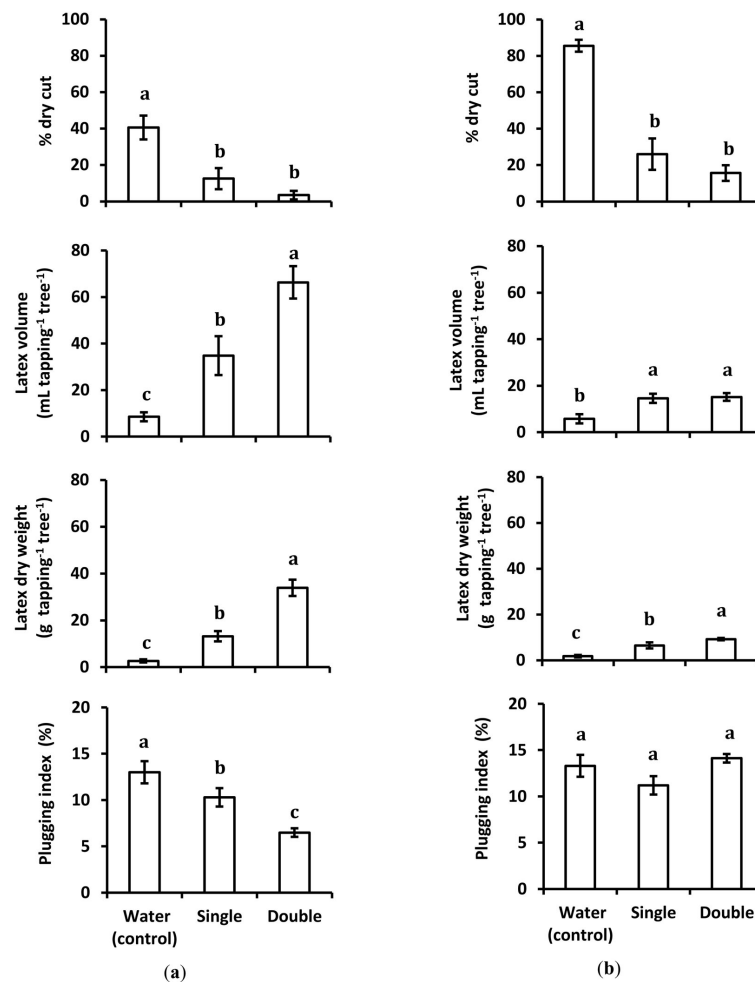 100
80
60
40
20
0
% dry cut
a
b
b
100
80
60
40
20
0
% dry cut
a
b
b
80
60
40
20
0
Latex volume
(mL tapping⁻¹ tree⁻¹)
c
b
a
80
60
40
20
0
Latex volume
(mL tapping⁻¹ tree⁻¹)
b
a
a
80
60
40
20
0
Latex dry weight
(g tapping⁻¹ tree⁻¹)
c
b
a
80
60
40
20
0
Latex dry weight
(g tapping⁻¹ tree⁻¹)
c
b
a
20
15
10
5
0
Plugging index (%)
a
b
c
Water
(control)
Single
Double
(a)
20
15
10
5
0
Plugging index (%)
a
a
a
Water
(control)
Single
Double
(b)